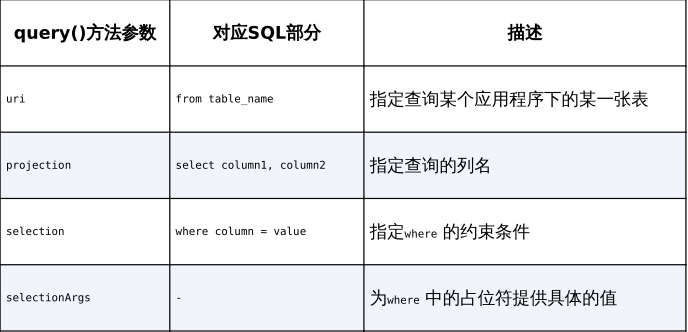 query()方法参数 对应SQL部分 描述
uri from table_name 指定查询某个应用程序下的某一张表
projection select column1, column2 指定查询的列名
selection where column = value 指定where 的约束条件
selectionArgs - 为where 中的占位符提供具体的值